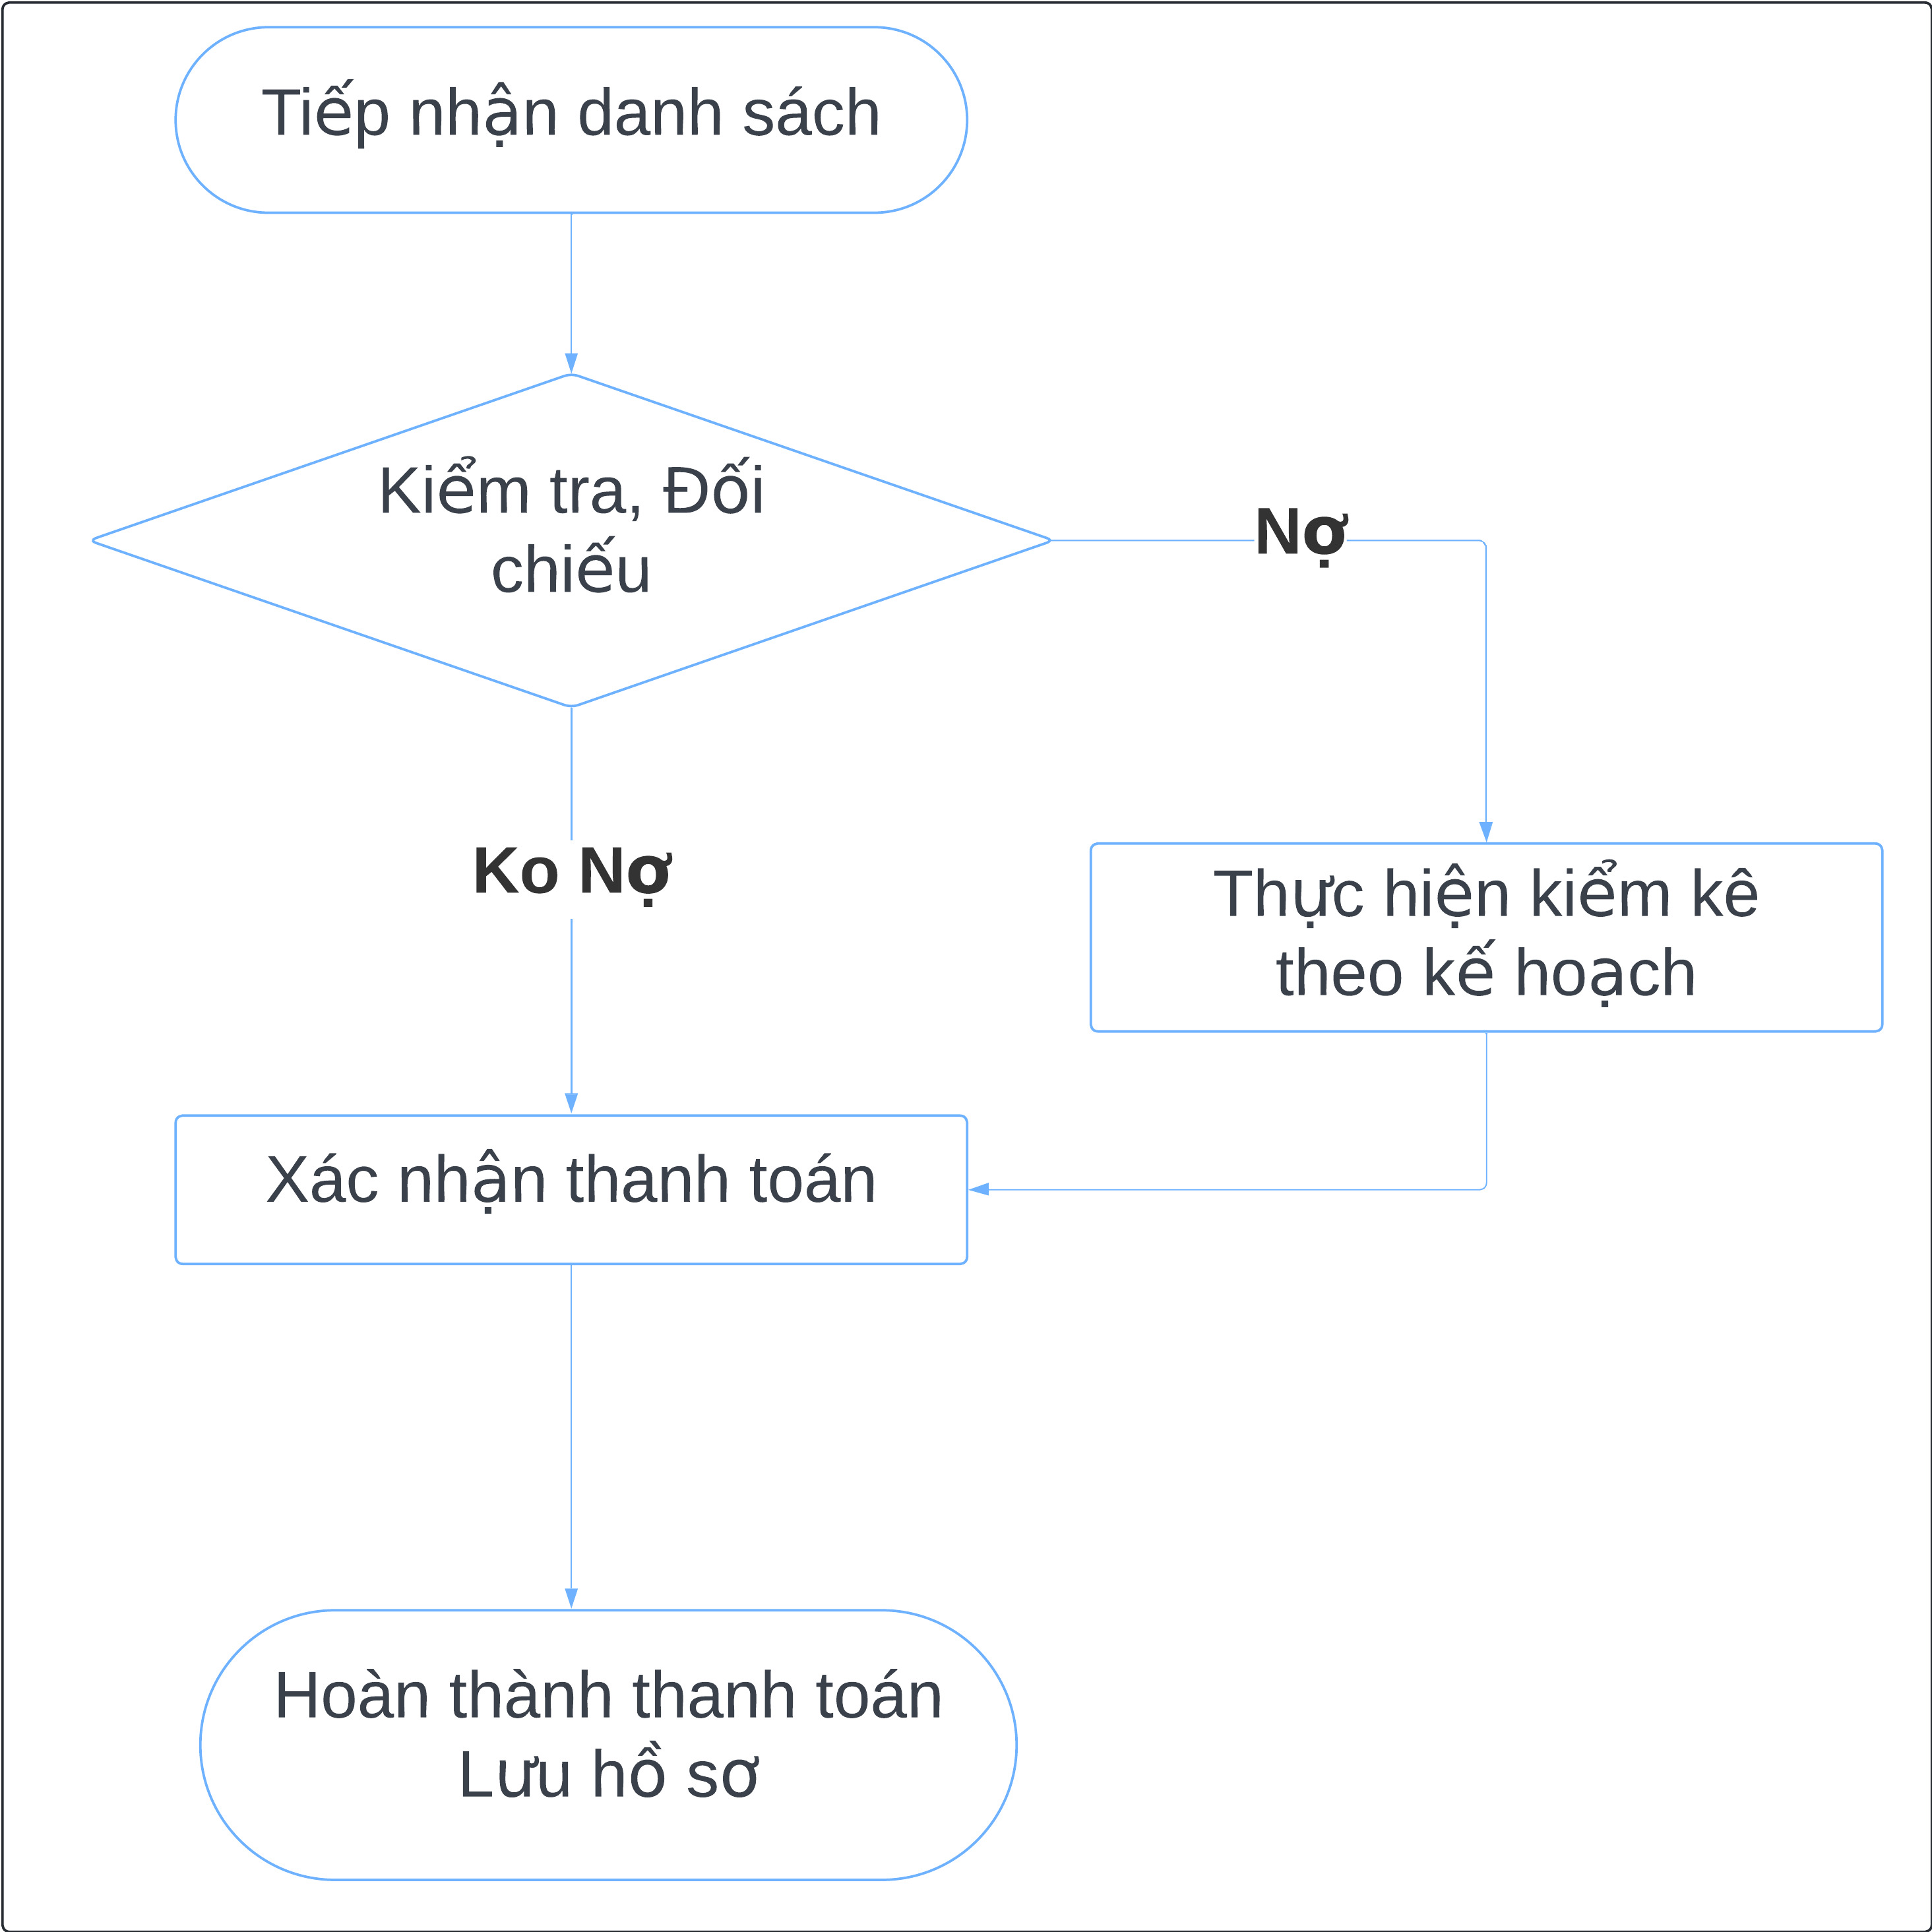 Tiếp nhận danh sách
Kiểm tra, Đối
chiếu
Nợ
Ko Nợ
Thực hiện kiểm kê
theo kế hoạch
Xác nhận thanh toán
Hoàn thành thanh toán
Lưu hồ sơ